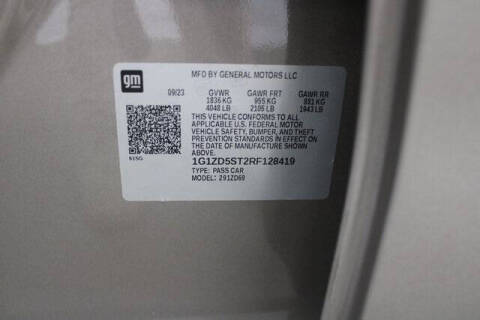 gm
MFD BY GENERAL MOTORS LLC
09/23 GVWR GAWR FRT GAWR RR
1836 KG 955 KG 881 KG
4048 LB 2105 LB 1943 LB
THIS VEHICLE CONFORMS TO ALL
APPLICABLE U.S. FEDERAL MOTOR
VEHICLE SAFETY, BUMPER, AND THEFT
PREVENTION STANDARDS IN EFFECT ON THE
DATE OF MANUFACTURE SHOWN ABOVE.
1G1ZD5ST2RF128419
TYPE: PASS CAR
MODEL: 291ZD69